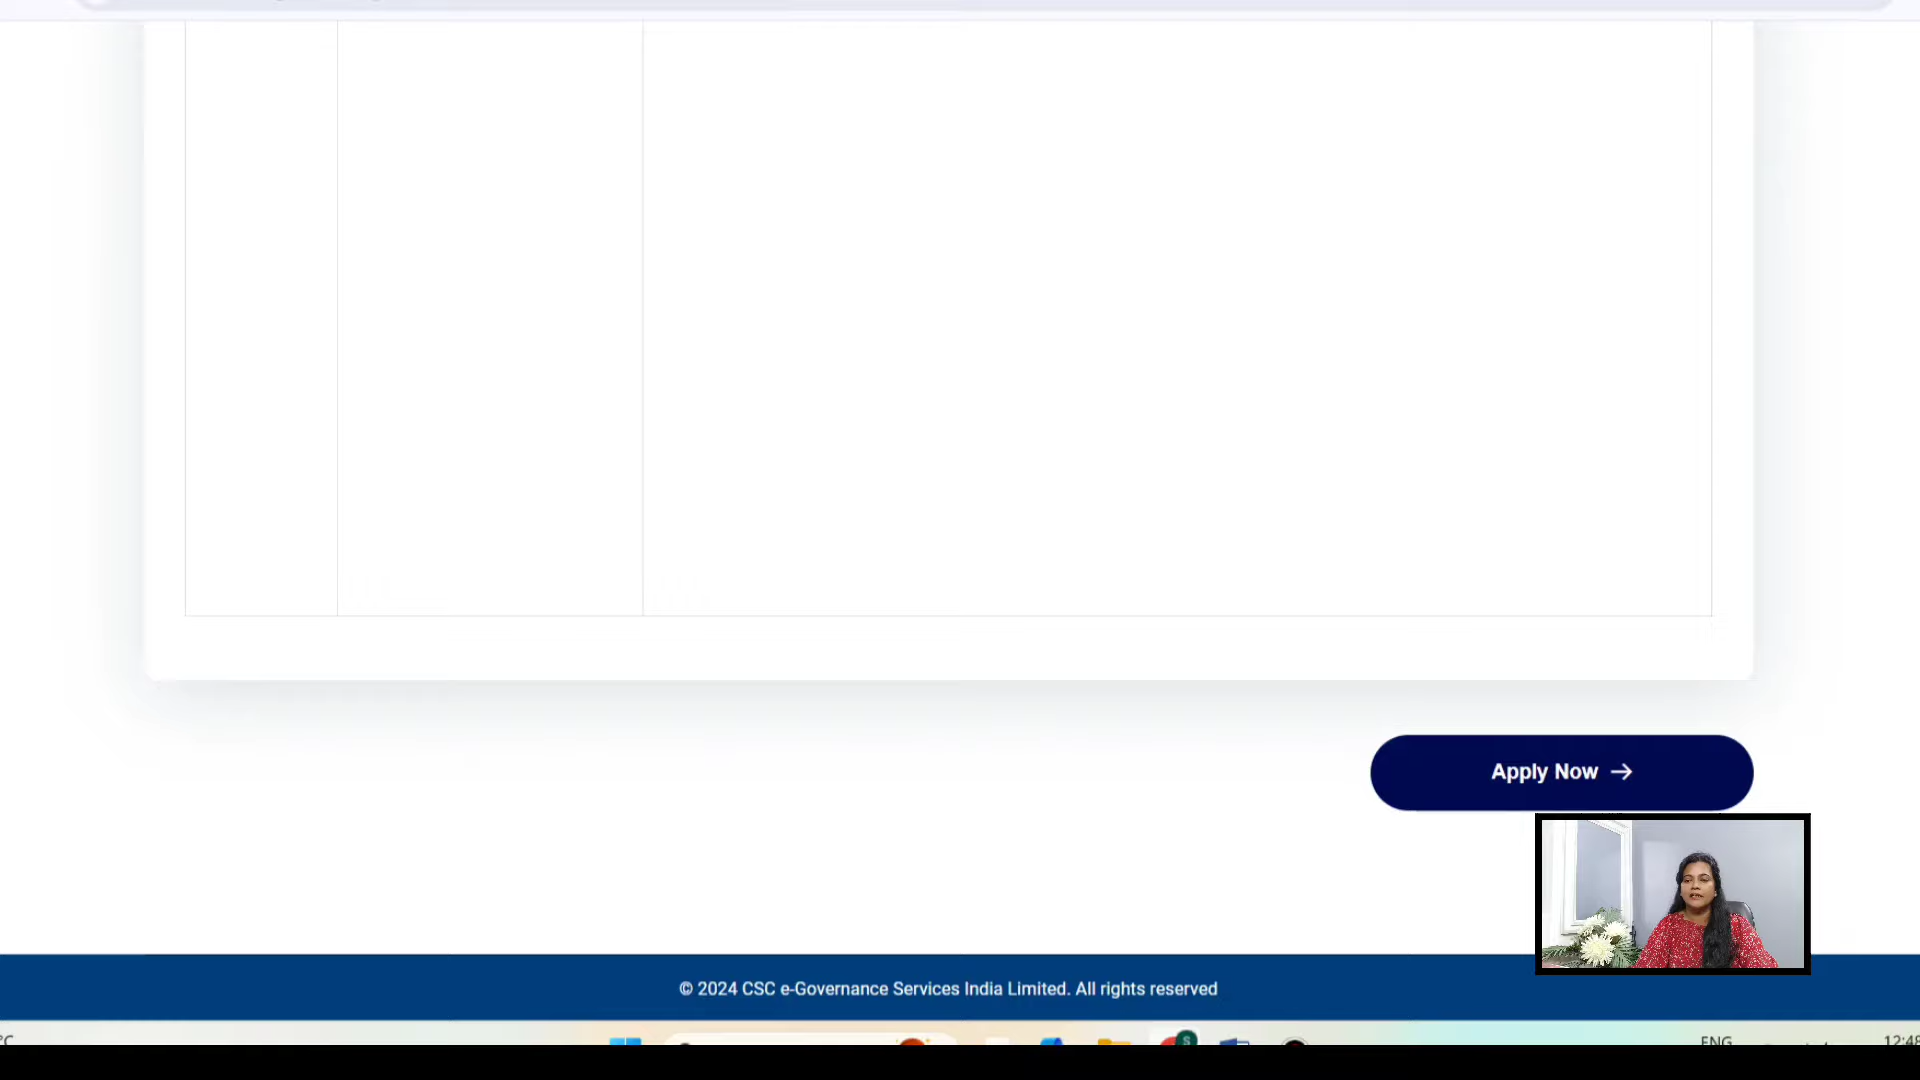 Apply Now
© 2024 CSC e-Governance Services India Limited. All rights reserved
S
ENG